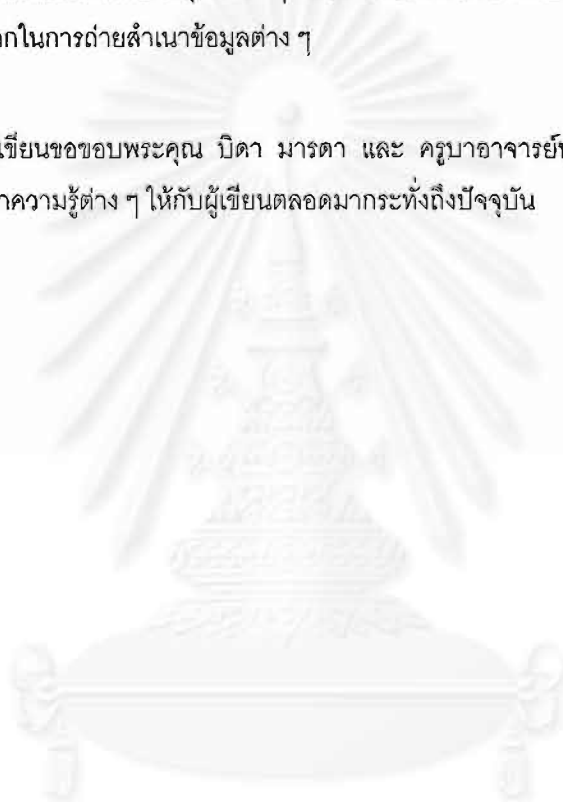 กในการถ่ายสำเนาข้อมูลต่าง ๆ
เขียนขอขอบพระคุณ บิดา มารดา และ ครูบาอาจารย์
าความรู้ต่าง ๆ ให้กับผู้เขียนตลอดมากระทั่งถึงปัจจุบัน